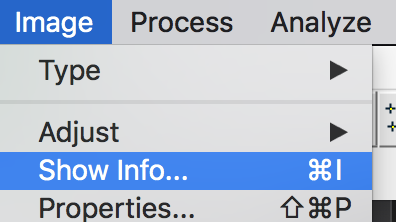 Image Process Analyze
Type ▶
Adjust ▶
Show Info... ⌘I
Properties... ⇧⌘P